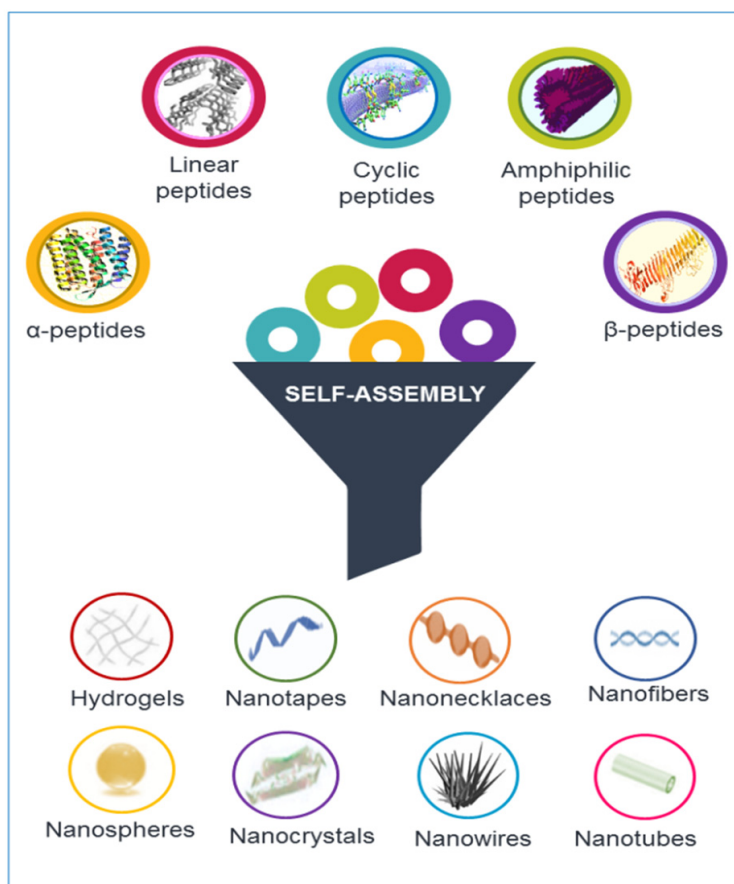 Linear
peptides
Cyclic
peptides
Amphiphilic
peptides
α-peptides
β-peptides
SELF-ASSEMBLY
Hydrogels
Nanotapes
Nanonecklaces
Nanofibers
Nanospheres
Nanocrystals
Nanowires
Nanotubes